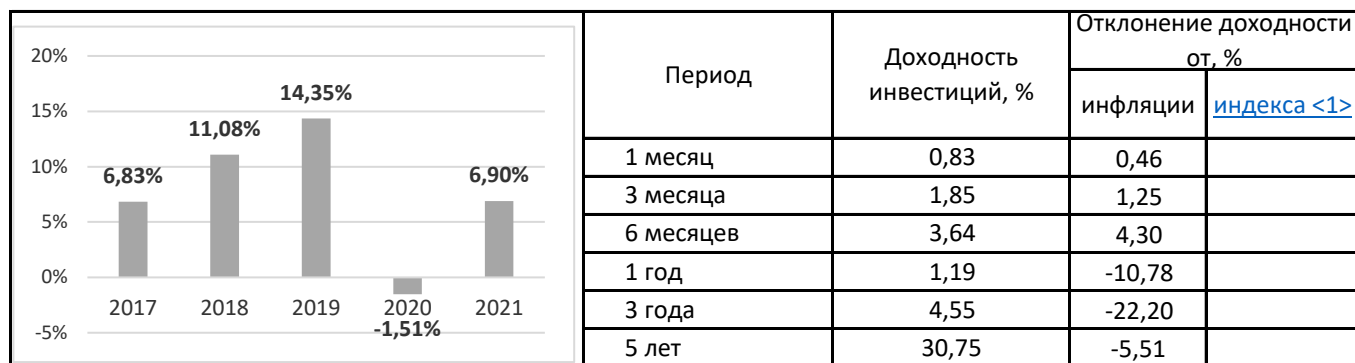 20%
15%
10%
5%
0%
-5%
6,83%
11,08%
14,35%
-1,51%
6,90%
2017 2018 2019 2020 2021
Период
Доходность
инвестиций, %
Отклонение доходности
от, %
инфляции индекса <1>
1 месяц 0,83 0,46
3 месяца 1,85 1,25
6 месяцев 3,64 4,30
1 год 1,19 -10,78
3 года 4,55 -22,20
5 лет 30,75 -5,51